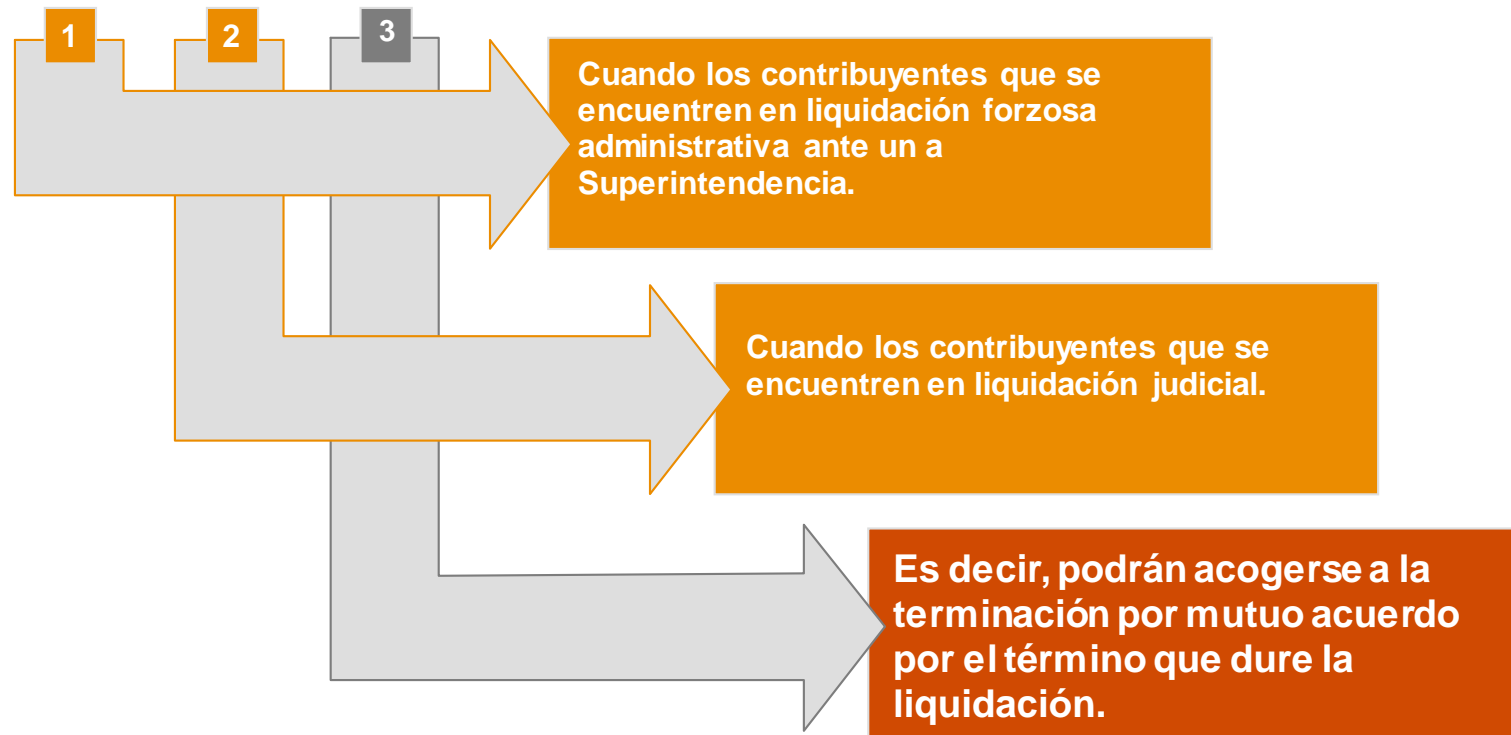 1
2
3
Cuando los contribuyentes que se
encuentren en liquidación forzosa
administrativa ante un a
Superintendencia.
Cuando los contribuyentes que se
encuentren en liquidación judicial.
Es decir, podrán acogerse a la
terminación por mutuo acuerdo
por el término que dure la
liquidación.